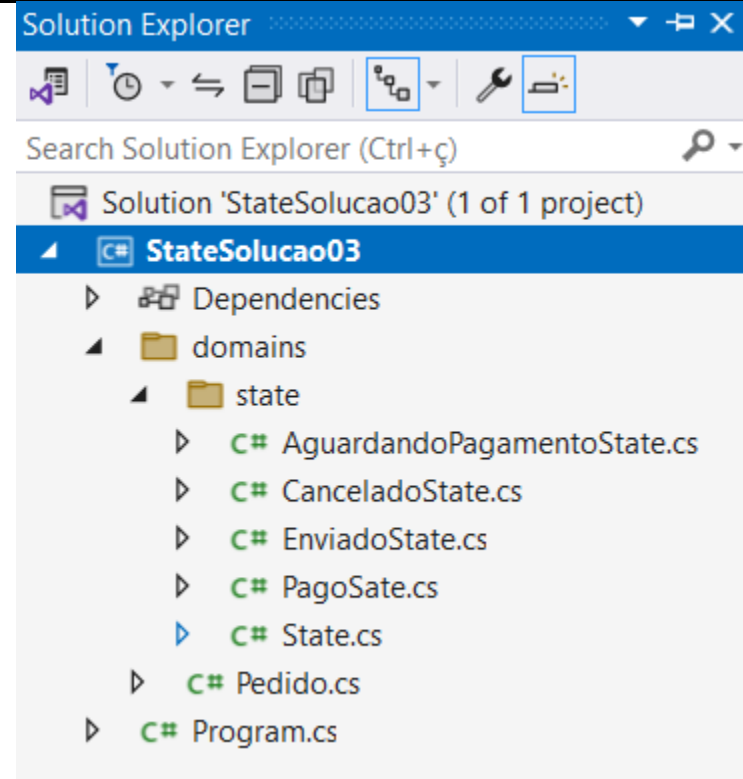 Solution Explorer
Search Solution Explorer (Ctrl+ç)
Solution 'StateSolucao03' (1 of 1 project)
C# StateSolucao03
Dependencies
domains
state
C# AguardandoPagamentoState.cs
C# CanceladoState.cs
C# EnviadoState.cs
C# PagoSate.cs
C# State.cs
C# Pedido.cs
C# Program.cs